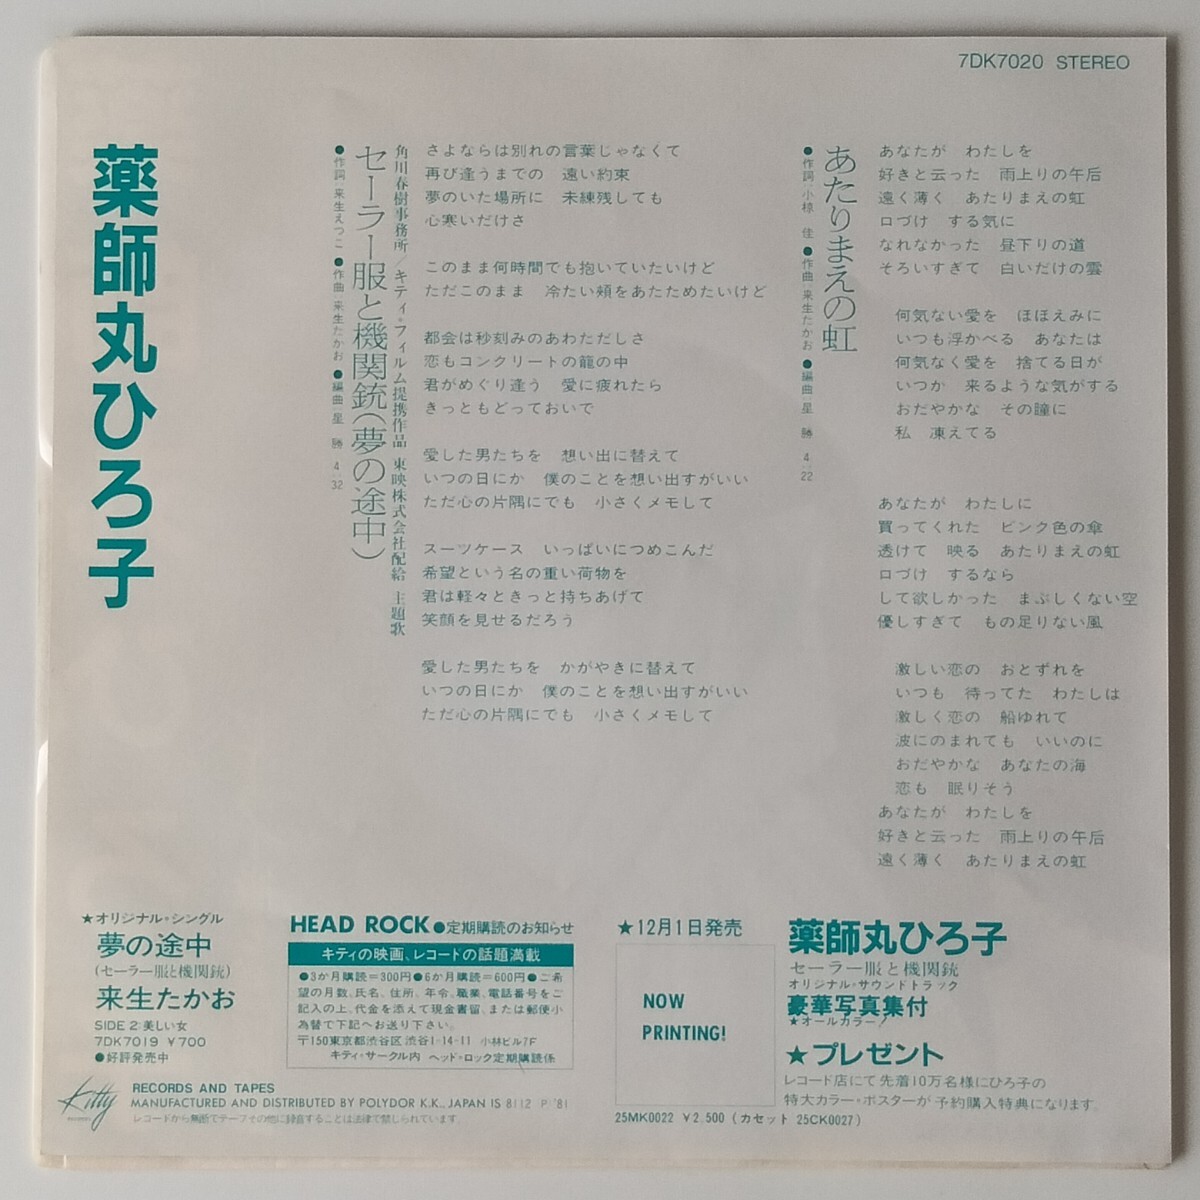 7DK7020 STEREO
薬師丸ひろ子
角川春樹事務所/キティ・フィルム提携作品 東映株式会社配給 主題歌
セーラー服と機関銃(夢の途中)
●作詞:来生えつこ ●作曲:来生たかお ●編曲:星 勝 4:32
さよならは別れの言葉じゃなくて
再び逢うまでの 遠い約束
夢のいた場所に 未練残しても
心寒いだけさ
このまま何時間でも抱いていたいけど
ただこのまま 冷たい頬をあたためたいけど
都会は秒刻みのあわただしさ
恋もコンクリートの籠の中
君がめぐり逢う 愛に疲れたら
きっともどっておいで
愛した男たちを 想い出に替えて
いつの日にか 僕のことを想い出すがいい
ただ心の片隅にでも 小さくメモして
スーツケース いっぱいにつめこんだ
希望という名の重い荷物を
君は軽々ときっと持ちあげて
笑顔を見せるだろう
愛した男たちを かがやきに替えて
いつの日にか 僕のことを想い出すがいい
ただ心の片隅にでも 小さくメモして
あたりまえの虹
●作詞:小椋 佳 ●作曲:来生たかお ●編曲:星 勝 4:22
あなたが わたしを
好きと云った 雨上りの午后
遠く薄く あたりまえの虹
口づけ する気に
なれなかった 昼下りの道
そろいすぎて 白いだけの雲
何気ない愛を ほほえみに
いつも浮かべる あなたは
何気なく愛を 捨てる日が
いつか 来るような気がする
おだやかな その瞳に
私 凍えてる
あなたが わたしに
買ってくれた ピンク色の傘
透けて 映る あたりまえの虹
口づけ するなら
して欲しかった まぶしくない空
優しすぎて もの足りない風
激しい恋の おとずれを
いつも 待ってた わたしは
激しく恋の 船ゆれて
波にのまれても いいのに
おだやかな あなたの海
恋も 眠りそう
あなたが わたしを
好きと云った 雨上りの午后
遠く薄く あたりまえの虹
★オリジナル・シングル
夢の途中
(セーラー服と機関銃)
来生たかお
SIDE 2:美しい女
7DK7019 ¥700
●好評発売中
HEAD ROCK●定期購読のお知らせ
キティの映画、レコードの話題満載
●3か月購読=300円●6か月購読=600円●ご希
望の月数、氏名、住所、年令、職業、電話番号をご
記入の上、代金を添えて現金書留、または郵便小
為替で下記へお送り下さい。
〒150東京都渋谷区渋谷1-14-11 小林ビル7F
キティ・サークル内 ヘッド・ロック定期購読係
★12月1日発売
NOW
PRINTING!
薬師丸ひろ子
セーラー服と機関銃
オリジナル・サウンドトラック
豪華写真集付
★オールカラー!
★プレゼント
レコード店にて先着10万名様にひろ子の
特大カラー・ポスターが予約購入特典になります。
25MK0022 ¥2,500 (カセット 25CK0027)
Kitty
RECORDS AND TAPES
MANUFACTURED AND DISTRIBUTED BY POLYDOR K.K., JAPAN IS 8112 P·'81
レコードから無断でテープその他に録音することは法律で禁じられています。